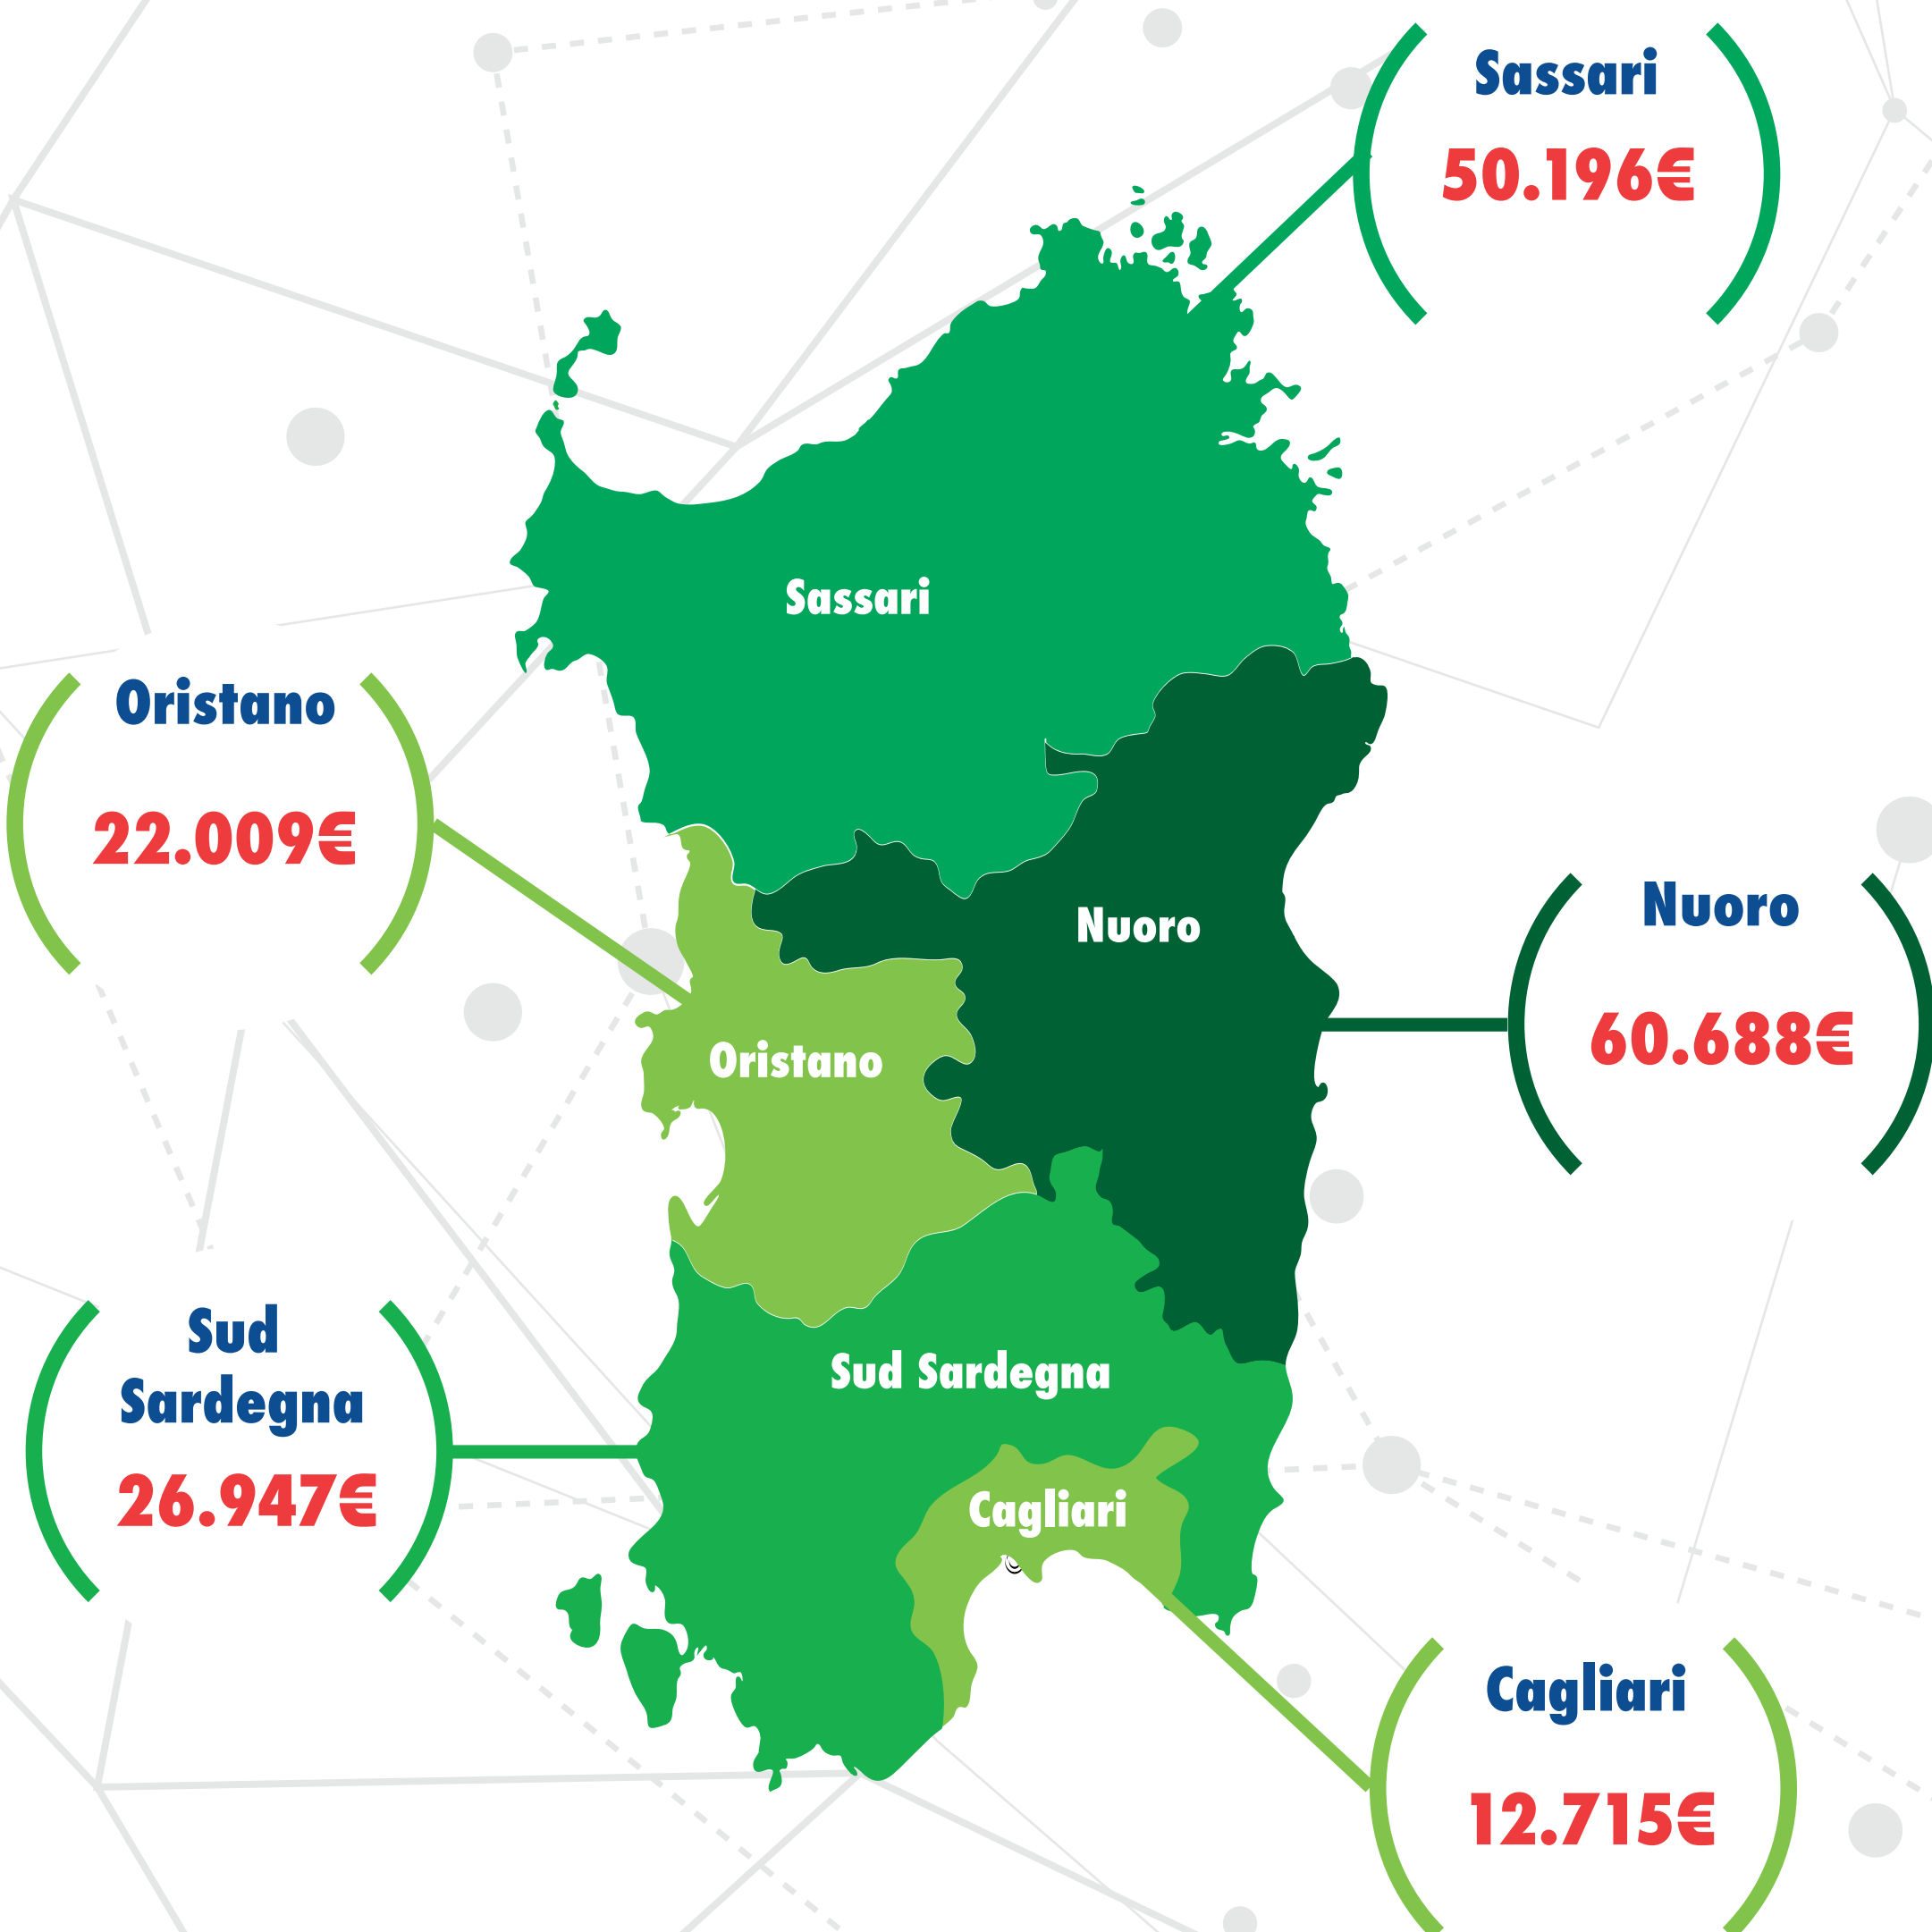 Sassari
50.196€
Sassari
Oristano
22.009€
Nuoro
Nuoro
60.688€
Oristano
Sud
Sardegna
26.947€
Sud Sardegna
Cagliari
Cagliari
12.715€